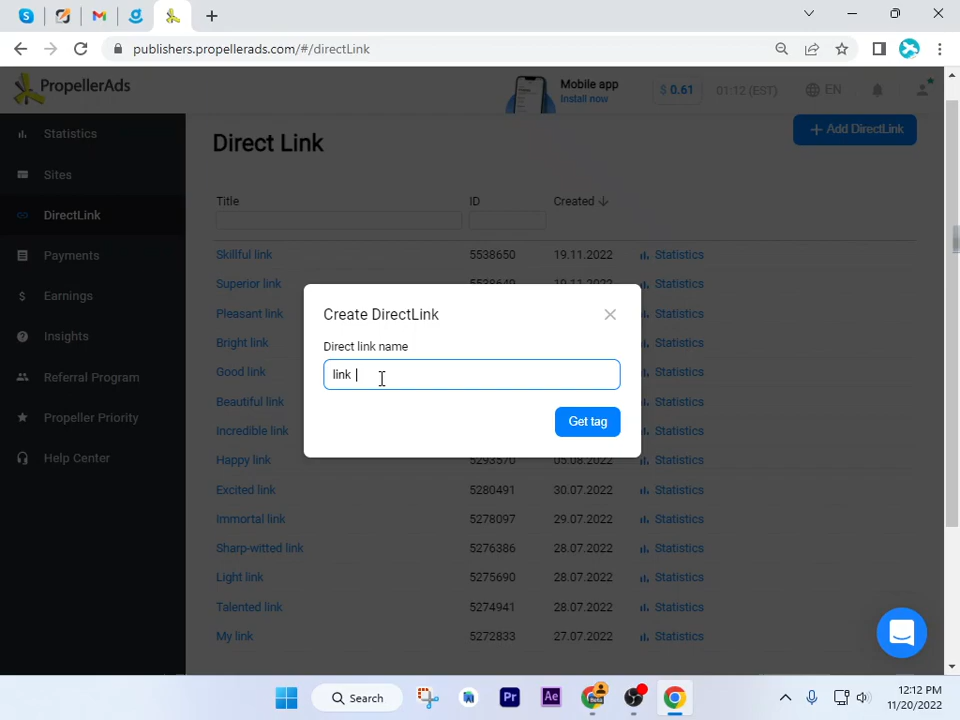 publishers.propellerads.com/#/directLink
PropellerAds
Mobile app
Install now
$ 0.61
01:12 (EST)
EN
Statistics
Sites
DirectLink
Payments
Earnings
Insights
Referral Program
Propeller Priority
Help Center
Direct Link
+ Add DirectLink
Title ID Created
Skillful link 5538650 19.11.2022 Statistics
Superior link 5538649 19.11.2022 Statistics
Pleasant link Statistics
Bright link Statistics
Good link Statistics
Beautiful link Statistics
Incredible link Statistics
Happy link 5293570 05.08.2022 Statistics
Excited link 5280491 30.07.2022 Statistics
Immortal link 5278097 29.07.2022 Statistics
Sharp-witted link 5276386 28.07.2022 Statistics
Light link 5275690 28.07.2022 Statistics
Talented link 5274941 28.07.2022 Statistics
My link 5272833 27.07.2022 Statistics
Create DirectLink
Direct link name
link
Get tag
Search
Pr
Ae
12:12 PM
11/20/2022